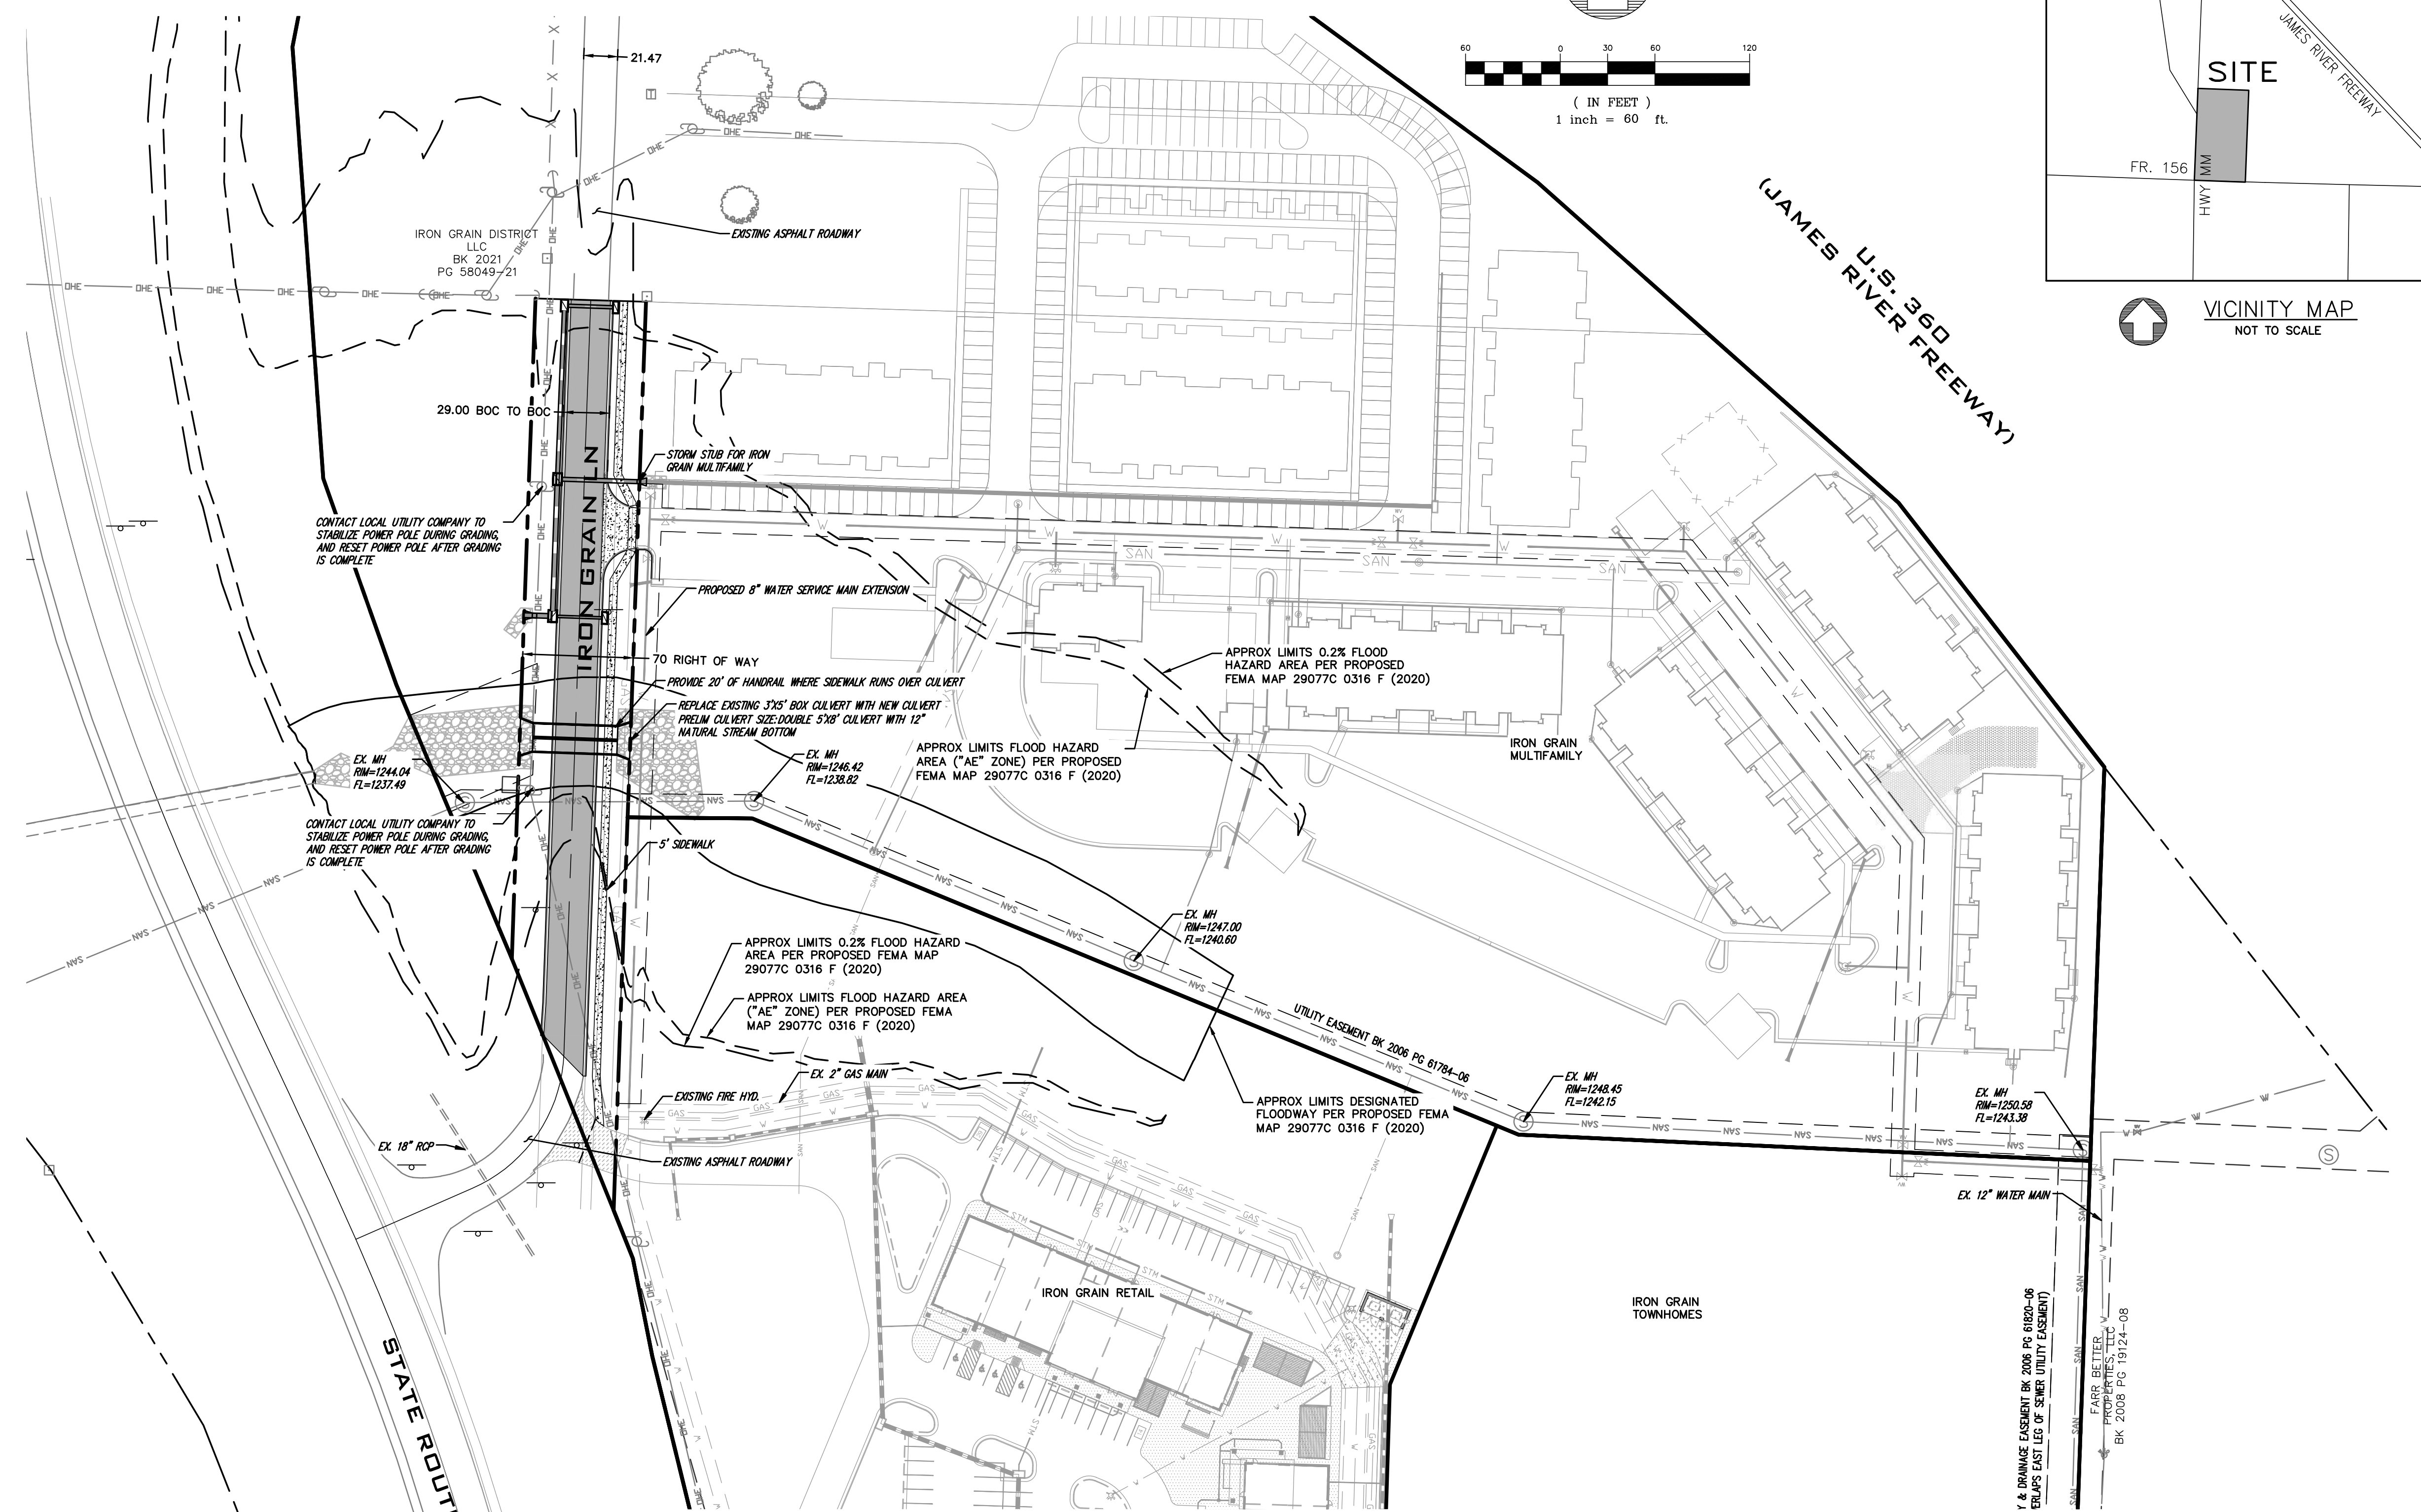 21.47
60
0
30
60
120
( IN FEET )
1 inch = 60 ft.
JAMES RIVER FREEWAY
SITE
FR. 156
HWY MM
VICINITY MAP
NOT TO SCALE
U.S. 360
(JAMES RIVER FREEWAY)
IRON GRAIN DISTRICT
LLC
BK 2021
PG 58049-21
EXISTING ASPHALT ROADWAY
29.00 BOC TO BOC
IRON GRAIN LN
STORM STUB FOR IRON
GRAIN MULTIFAMILY
CONTACT LOCAL UTILITY COMPANY TO
STABILIZE POWER POLE DURING GRADING,
AND RESET POWER POLE AFTER GRADING
IS COMPLETE
PROPOSED 8" WATER SERVICE MAIN EXTENSION
70 RIGHT OF WAY
PROVIDE 20' OF HANDRAIL WHERE SIDEWALK RUNS OVER CULVERT
REPLACE EXISTING 3'X5' BOX CULVERT WITH NEW CULVERT
PRELIM CULVERT SIZE:DOUBLE 5'X8' CULVERT WITH 12"
NATURAL STREAM BOTTOM
APPROX LIMITS 0.2% FLOOD
HAZARD AREA PER PROPOSED
FEMA MAP 29077C 0316 F (2020)
APPROX LIMITS FLOOD HAZARD
AREA ("AE" ZONE) PER PROPOSED
FEMA MAP 29077C 0316 F (2020)
IRON GRAIN
MULTIFAMILY
EX. MH
RIM=1244.04
FL=1237.49
EX. MH
RIM=1246.42
FL=1238.82
CONTACT LOCAL UTILITY COMPANY TO
STABILIZE POWER POLE DURING GRADING,
AND RESET POWER POLE AFTER GRADING
IS COMPLETE
5' SIDEWALK
EX. MH
RIM=1247.00
FL=1240.60
APPROX LIMITS 0.2% FLOOD HAZARD
AREA PER PROPOSED FEMA MAP
29077C 0316 F (2020)
APPROX LIMITS FLOOD HAZARD AREA
("AE" ZONE) PER PROPOSED FEMA
MAP 29077C 0316 F (2020)
UTILITY EASEMENT BK 2006 PG 61784-06
EX. 2" GAS MAIN
EXISTING FIRE HYD.
APPROX LIMITS DESIGNATED
FLOODWAY PER PROPOSED FEMA
MAP 29077C 0316 F (2020)
EX. MH
RIM=1248.45
FL=1242.15
EX. MH
RIM=1250.58
FL=1243.38
EX. 18" RCP
EXISTING ASPHALT ROADWAY
EX. 12" WATER MAIN
IRON GRAIN RETAIL
IRON GRAIN
TOWNHOMES
STATE ROUT
Y & DRAINAGE EASEMENT BK 2006 PG 61820-06
ERLAPS EAST LEG OF SEWER UTILITY EASEMENT)
FARR BETTER
PROPERTIES, LLC
BK 2008 PG 19124-08